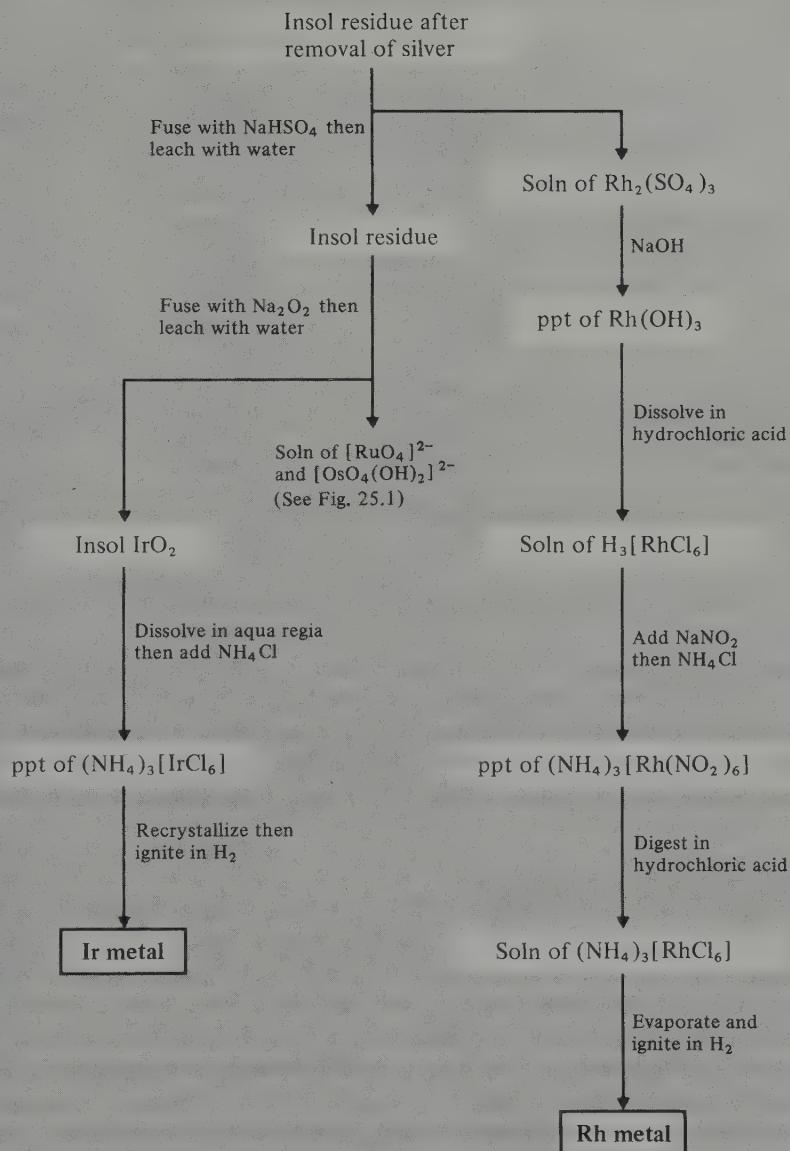 Insol residue after
removal of silver
Fuse with NaHSO₄ then
leach with water
Soln of Rh₂(SO₄)₃
Insol residue
NaOH
Fuse with Na₂O₂ then
leach with water
ppt of Rh(OH)₃
Dissolve in
hydrochloric acid
Soln of [RuO₄]²⁻
and [OsO₄(OH)₂]²⁻
(See Fig. 25.1)
Insol IrO₂
Soln of H₃[RhCl₆]
Dissolve in aqua regia
then add NH₄Cl
Add NaNO₂
then NH₄Cl
ppt of (NH₄)₃[IrCl₆]
ppt of (NH₄)₃[Rh(NO₂)₆]
Recrystallize then
ignite in H₂
Digest in
hydrochloric acid
Ir metal
Soln of (NH₄)₃[RhCl₆]
Evaporate and
ignite in H₂
Rh metal